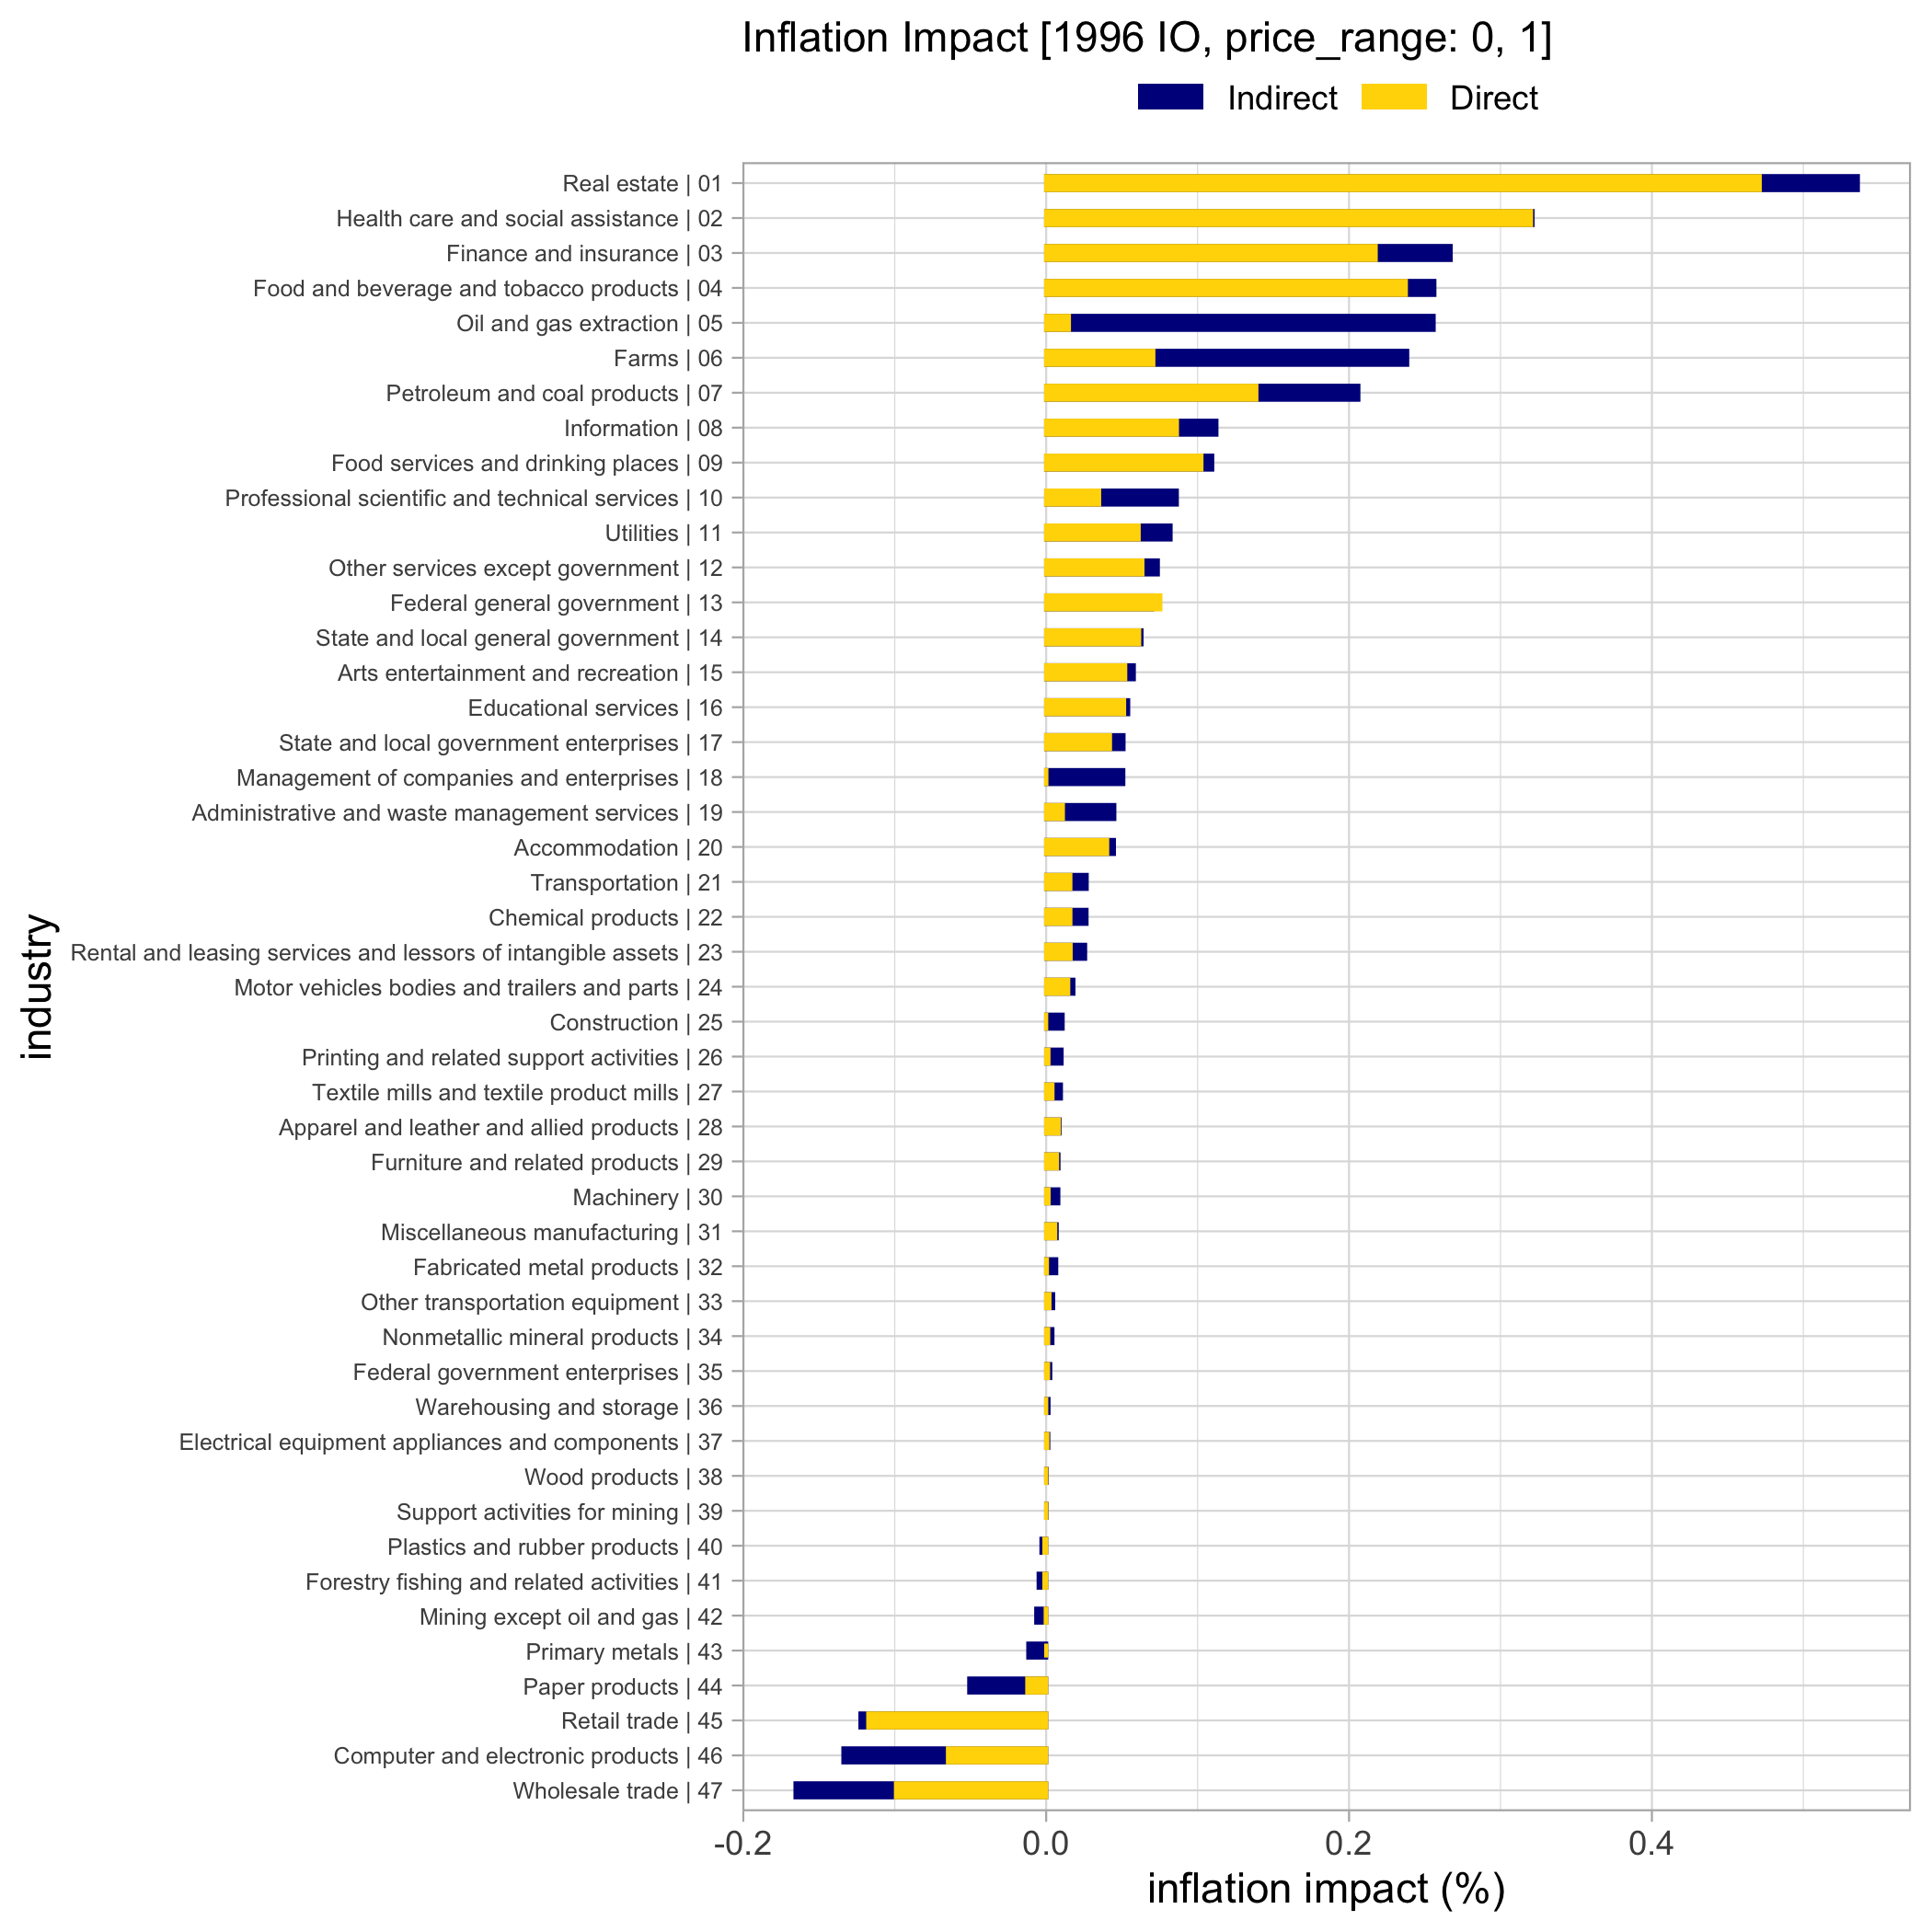 Inflation Impact [1996 IO, price_range: 0, 1]
Indirect Direct
Real estate | 01
Health care and social assistance | 02
Finance and insurance | 03
Food and beverage and tobacco products | 04
Oil and gas extraction | 05
Farms | 06
Petroleum and coal products | 07
Information | 08
Food services and drinking places | 09
Professional scientific and technical services | 10
Utilities | 11
Other services except government | 12
Federal general government | 13
State and local general government | 14
Arts entertainment and recreation | 15
Educational services | 16
State and local government enterprises | 17
Management of companies and enterprises | 18
Administrative and waste management services | 19
Accommodation | 20
Transportation | 21
Chemical products | 22
Rental and leasing services and lessors of intangible assets | 23
Motor vehicles bodies and trailers and parts | 24
Construction | 25
Printing and related support activities | 26
Textile mills and textile product mills | 27
Apparel and leather and allied products | 28
Furniture and related products | 29
Machinery | 30
Miscellaneous manufacturing | 31
Fabricated metal products | 32
Other transportation equipment | 33
Nonmetallic mineral products | 34
Federal government enterprises | 35
Warehousing and storage | 36
Electrical equipment appliances and components | 37
Wood products | 38
Support activities for mining | 39
Plastics and rubber products | 40
Forestry fishing and related activities | 41
Mining except oil and gas | 42
Primary metals | 43
Paper products | 44
Retail trade | 45
Computer and electronic products | 46
Wholesale trade | 47
industry
-0.2 0.0 0.2 0.4
inflation impact (%)